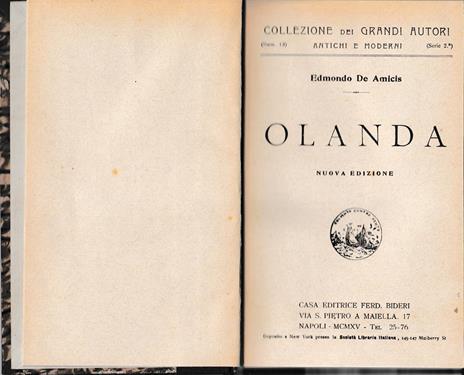 COLLEZIONE DEI GRANDI AUTORI
(Num. 13) ANTICHI E MODERNI (Serie 2.ª)
Edmondo De Amicis
OLANDA
NUOVA EDIZIONE
CASA EDITRICE FERD. BIDERI
VIA S. PIETRO A MAIELLA, 17
NAPOLI - MCMXV - TEL. 25-76
Deposito a New York presso la Società Libraria Italiana, 145-147 Mulberry St